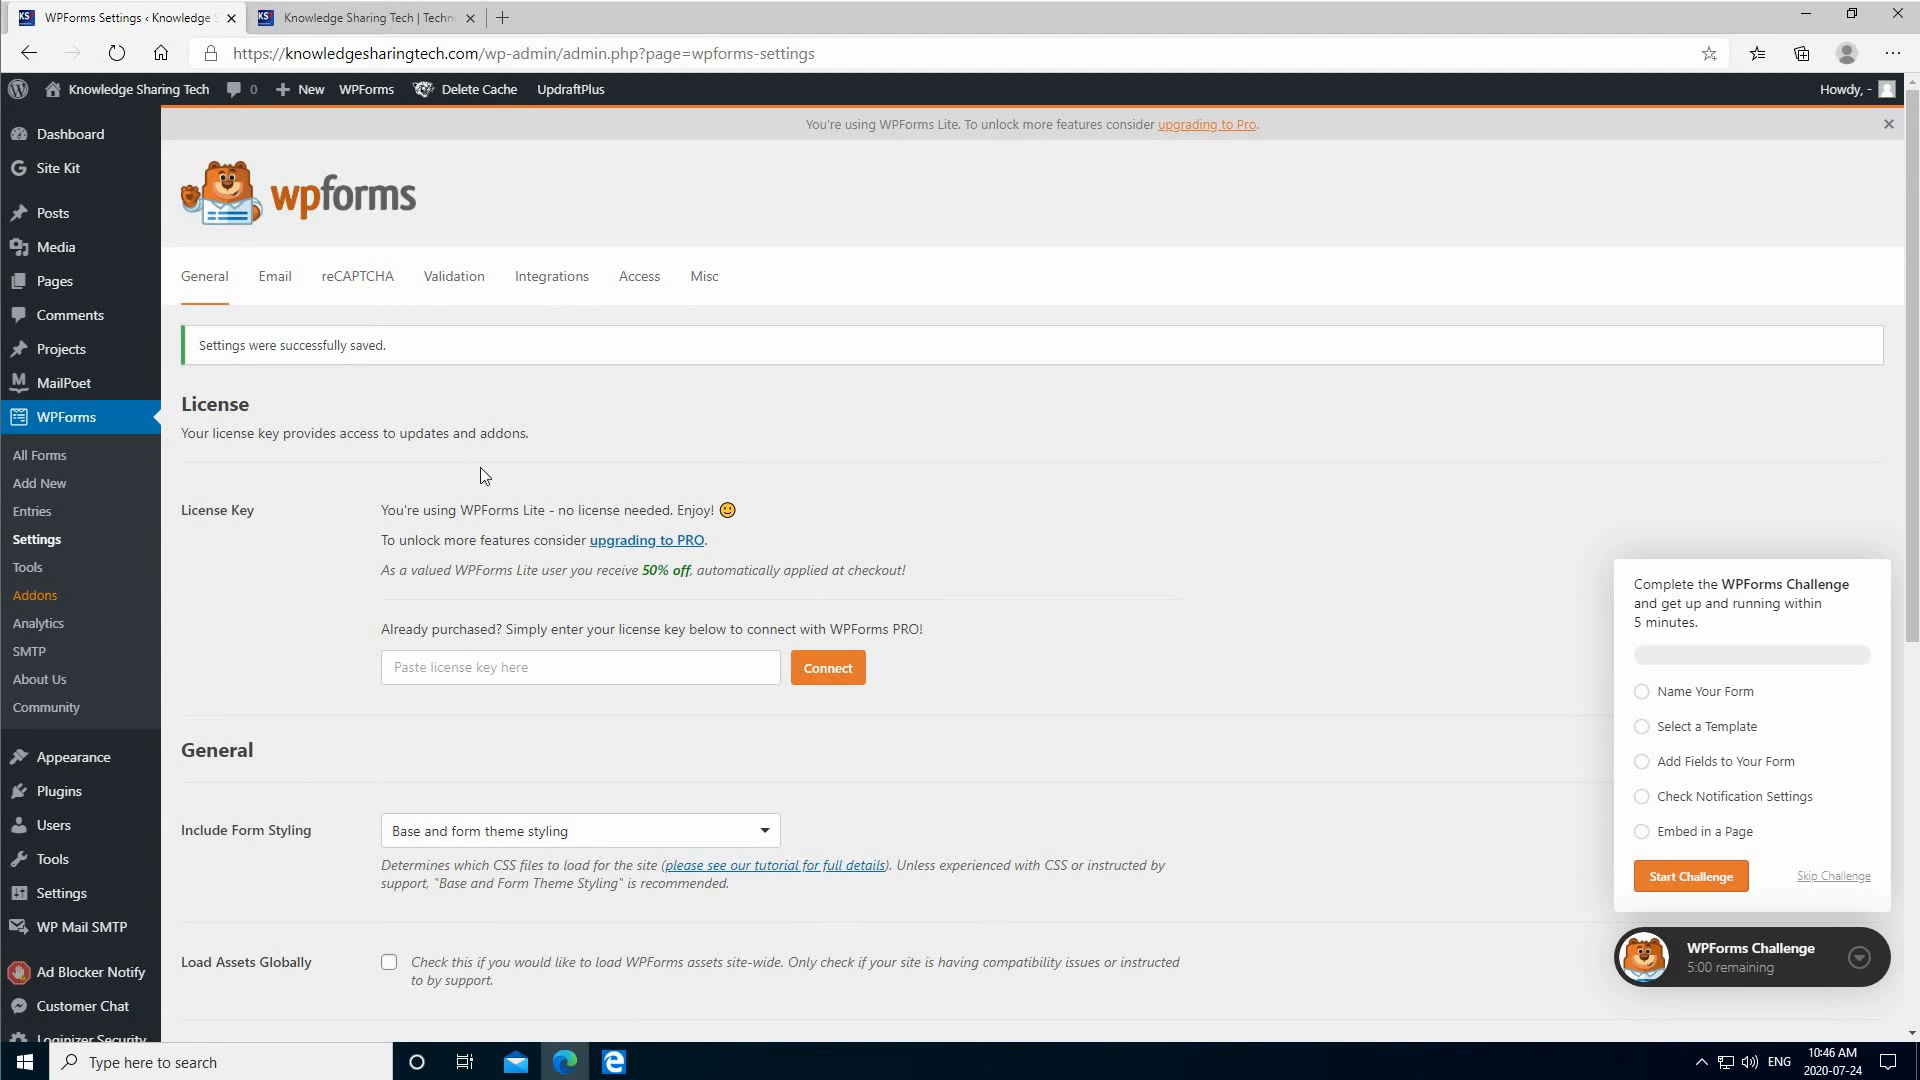 WPForms Settings ‹ Knowledge S
Knowledge Sharing Tech | Techn
https://knowledgesharingtech.com/wp-admin/admin.php?page=wpforms-settings
Knowledge Sharing Tech
0
New
WPForms
Delete Cache
UpdraftPlus
Howdy, -
You're using WPForms Lite. To unlock more features consider upgrading to Pro.
Dashboard
Site Kit
Posts
Media
Pages
Comments
Projects
MailPoet
WPForms
All Forms
Add New
Entries
Settings
Tools
Addons
Analytics
SMTP
About Us
Community
Appearance
Plugins
Users
Tools
Settings
WP Mail SMTP
Ad Blocker Notify
Customer Chat
Loginizer Security
wpforms
General
Email
reCAPTCHA
Validation
Integrations
Access
Misc
Settings were successfully saved.
License
Your license key provides access to updates and addons.
License Key
You're using WPForms Lite - no license needed. Enjoy! 🙂
To unlock more features consider upgrading to PRO.
As a valued WPForms Lite user you receive 50% off, automatically applied at checkout!
Already purchased? Simply enter your license key below to connect with WPForms PRO!
Paste license key here
Connect
General
Include Form Styling
Base and form theme styling
Determines which CSS files to load for the site (please see our tutorial for full details). Unless experienced with CSS or instructed by
support, "Base and Form Theme Styling" is recommended.
Load Assets Globally
Check this if you would like to load WPForms assets site-wide. Only check if your site is having compatibility issues or instructed
to by support.
Complete the WPForms Challenge
and get up and running within
5 minutes.
Name Your Form
Select a Template
Add Fields to Your Form
Check Notification Settings
Embed in a Page
Start Challenge
Skip Challenge
WPForms Challenge
5:00 remaining
Type here to search
ENG
10:46 AM
2020-07-24